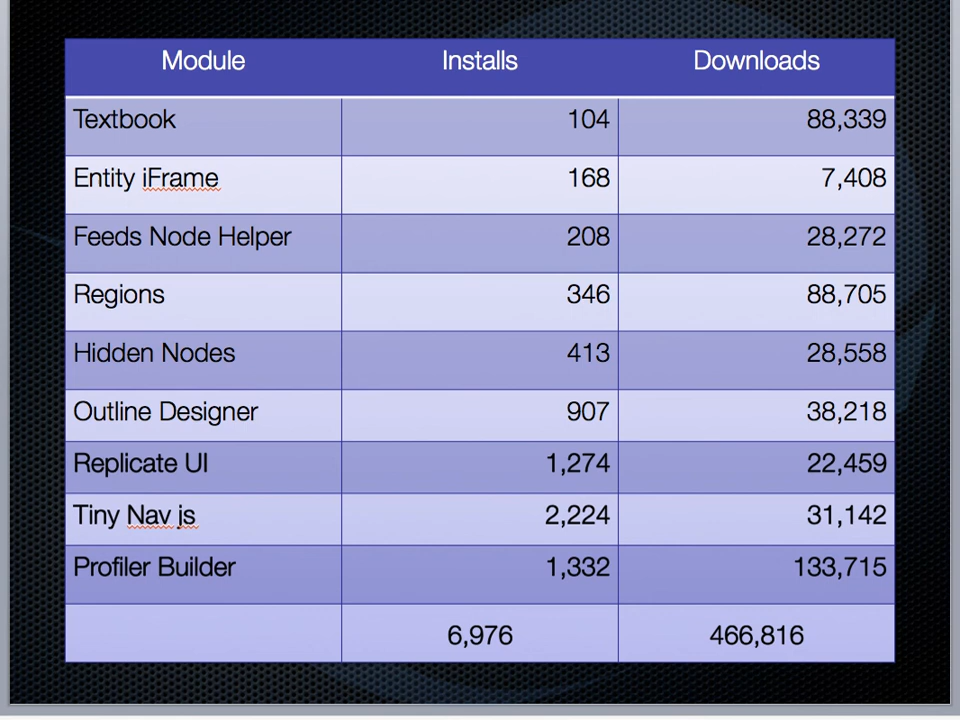 Module Installs Downloads
Textbook 104 88,339
Entity iFrame 168 7,408
Feeds Node Helper 208 28,272
Regions 346 88,705
Hidden Nodes 413 28,558
Outline Designer 907 38,218
Replicate UI 1,274 22,459
Tiny Nav js 2,224 31,142
Profiler Builder 1,332 133,715
6,976 466,816